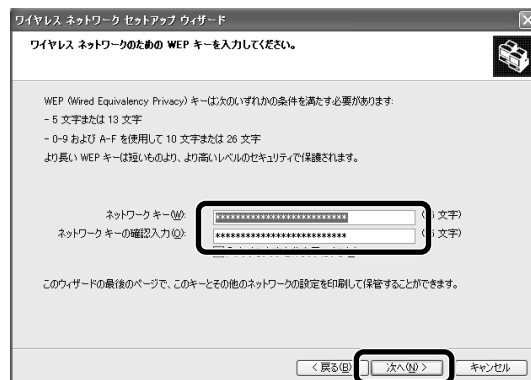 ワイヤレス ネットワーク セットアップ ウィザード
ワイヤレス ネットワークのための WEP キーを入力してください。
WEP (Wired Equivalency Privacy) キーは次のいずれかの条件を満たす必要があります:
- 5 文字または 13 文字
- 0-9 および A-F を使用して 10 文字または 26 文字
より長い WEP キーは短いものより、より高いレベルのセキュリティで保護されます。
ネットワーク キー(W): ************************** 文字)
ネットワーク キーの確認入力(O): ************************** 文字)
このウィザードの最後のページで、このキーとその他のネットワークの設定を印刷して保管することができます。
< 戻る(B) 次へ(N) > キャンセル